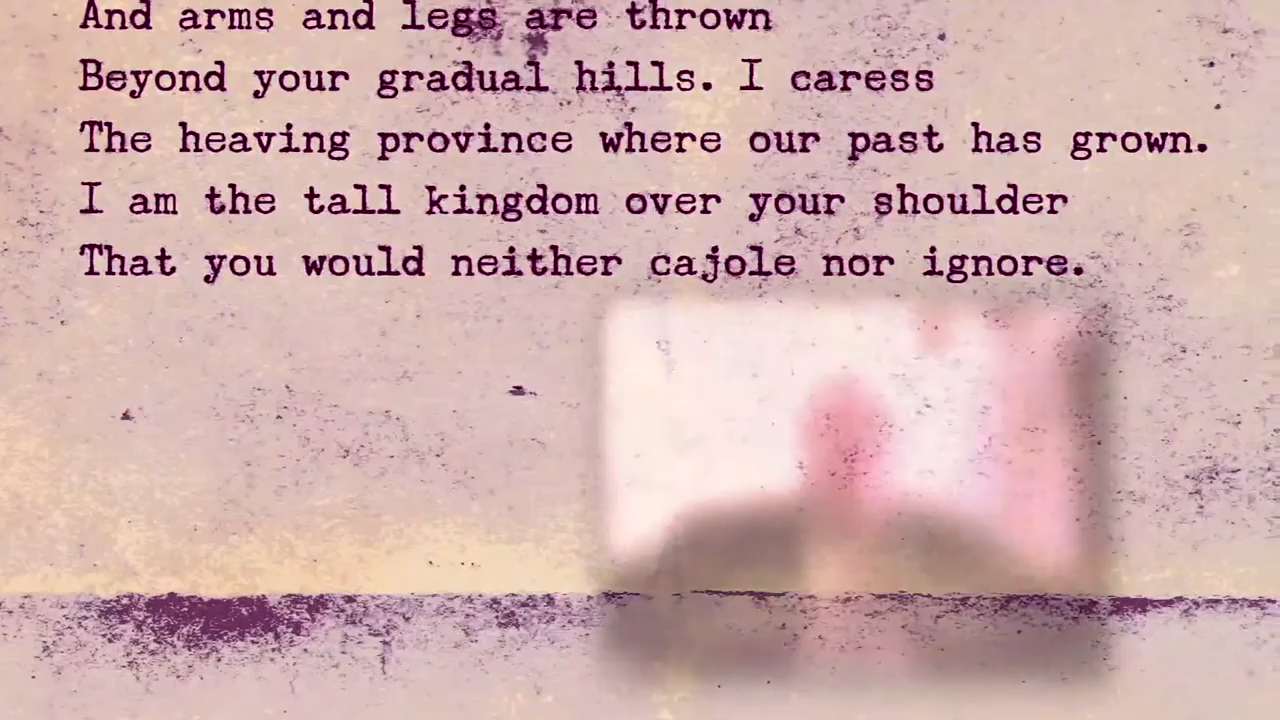 And arms and legs are thrown
Beyond your gradual hills. I caress
The heaving province where our past has grown.
I am the tall kingdom over your shoulder
That you would neither cajole nor ignore.